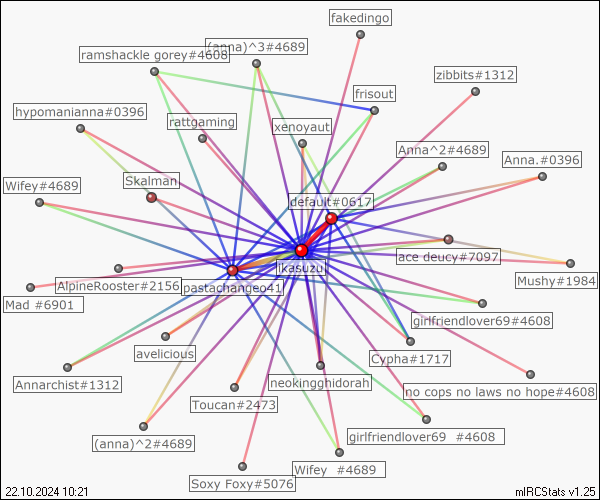 fakedingo
(anna)^3#4689
ramshackle gorey#4608
zibbits#1312
frisout
hypomanianna#0396
rattgaming
xenoyaut
Anna^2#4689
Anna.#0396
Skalman
Wifey#4689
default#0617
ace deucy#7097
ikasuzu
Mushy#1984
AlpineRooster#2156
pastachangeo41
Mad #6901
girlfriendlover69#4608
avelicious
Cypha#1717
Annarchist#1312
neokingghidorah
no cops no laws no hope#4608
Toucan#2473
(anna)^2#4689
girlfriendlover69 #4608
Wifey #4689
Soxy Foxy#5076
22.10.2024 10:21
mIRCStats v1.25